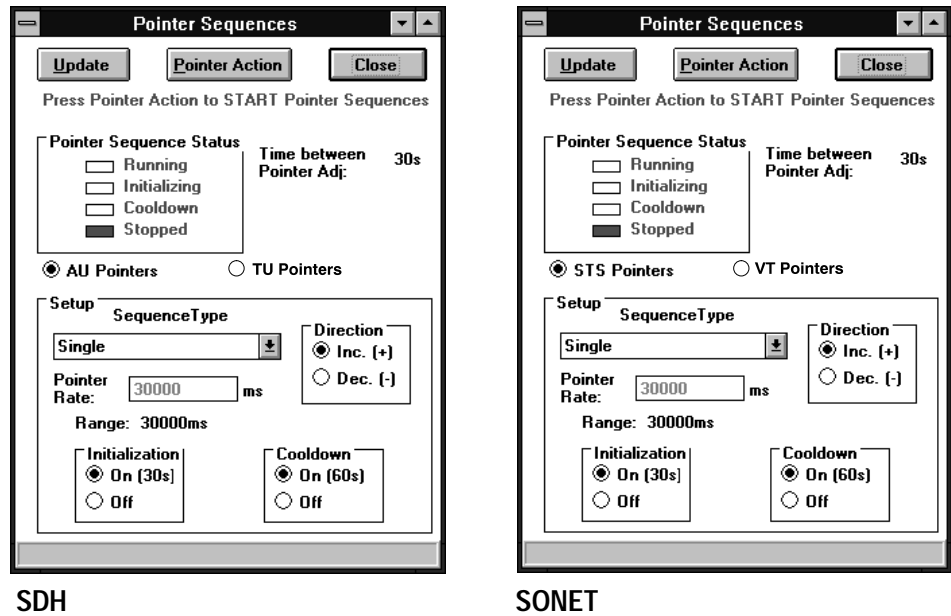 Pointer Sequences
Update Pointer Action Close
Press Pointer Action to START Pointer Sequences
Pointer Sequence Status
Running
Initializing
Cooldown
Stopped
Time between
Pointer Adj:
30s
AU Pointers TU Pointers
Setup
SequenceType
Single
Direction
Inc. (+)
Dec. (-)
Pointer
Rate:
30000 ms
Range: 30000ms
Initialization
On (30s)
Off
Cooldown
On (60s)
Off
SDH
Pointer Sequences
Update Pointer Action Close
Press Pointer Action to START Pointer Sequences
Pointer Sequence Status
Running
Initializing
Cooldown
Stopped
Time between
Pointer Adj:
30s
STS Pointers VT Pointers
Setup
SequenceType
Single
Direction
Inc. (+)
Dec. (-)
Pointer
Rate:
30000 ms
Range: 30000ms
Initialization
On (30s)
Off
Cooldown
On (60s)
Off
SONET